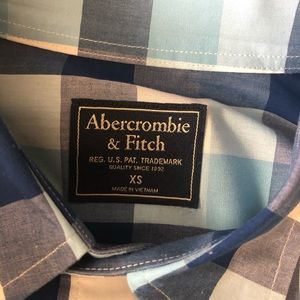 Abercrombie
& Fitch
REG. U.S. PAT. TRADEMARK
QUALITY SINCE 1892
XS
MADE IN VIETNAM